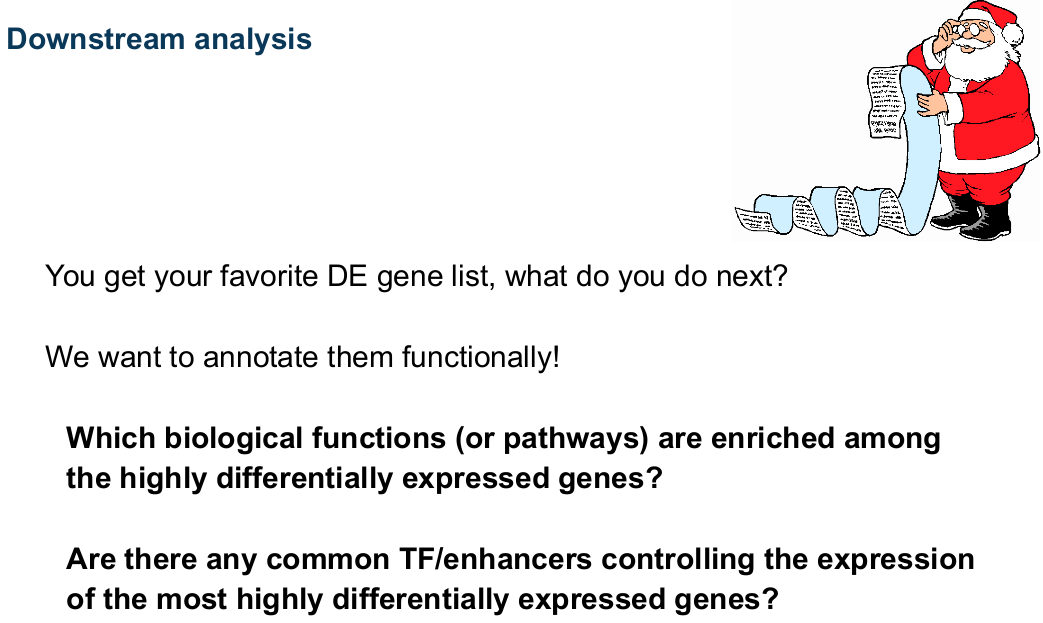 Downstream analysis
You get your favorite DE gene list, what do you do next?
We want to annotate them functionally!
Which biological functions (or pathways) are enriched among
the highly differentially expressed genes?
Are there any common TF/enhancers controlling the expression
of the most highly differentially expressed genes?